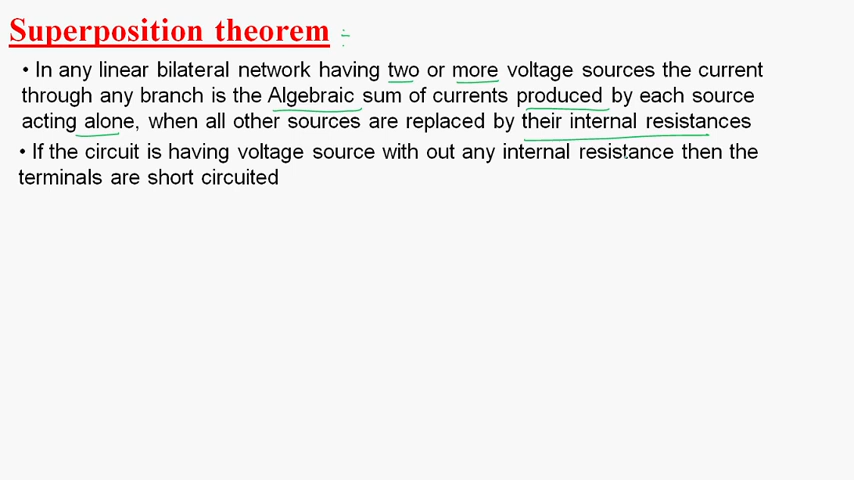 Superposition theorem :-
• In any linear bilateral network having two or more voltage sources the current
through any branch is the Algebraic sum of currents produced by each source
acting alone, when all other sources are replaced by their internal resistances
• If the circuit is having voltage source with out any internal resistance then the
terminals are short circuited